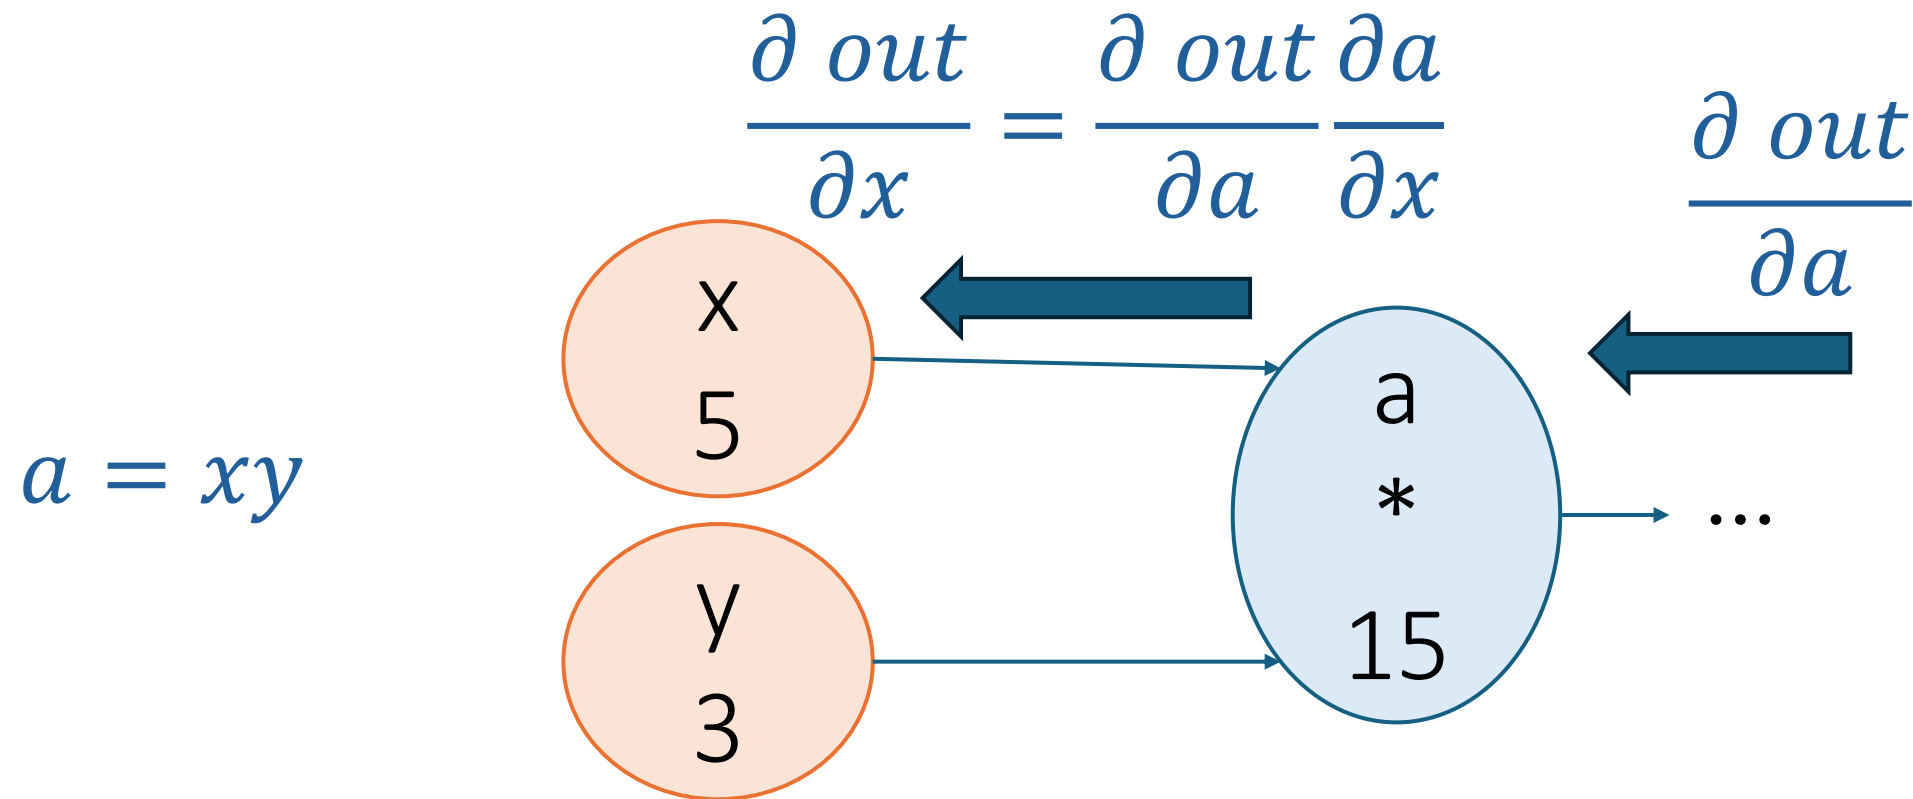 ∂ out / ∂x = ∂ out / ∂a ∂a / ∂x
∂ out / ∂a
x
5
a = xy
y
3
a
*
15
...